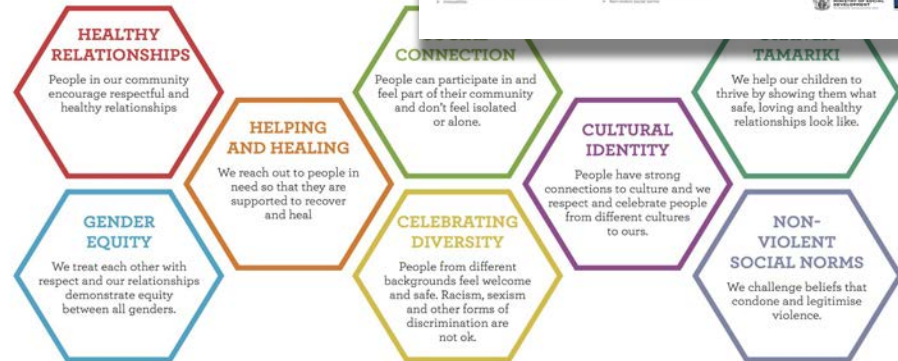 MINISTRY OF SOCIAL
DEVELOPMENT
HEALTHY
RELATIONSHIPS
People in our community
encourage respectful and
healthy relationships
CONNECTION
People can participate in and
feel part of their community
and don't feel isolated
or alone.
TAMARIKI
We help our children to
thrive by showing them what
safe, loving and healthy
relationships look like.
HELPING
AND HEALING
We reach out to people in
need so that they are
supported to recover
and heal
CULTURAL
IDENTITY
People have strong
connections to culture and we
respect and celebrate people
from different cultures
to ours.
GENDER
EQUITY
We treat each other with
respect and our relationships
demonstrate equity
between all genders.
CELEBRATING
DIVERSITY
People from different
backgrounds feel welcome
and safe. Racism, sexism
and other forms of
discrimination are
not ok.
NON-
VIOLENT
SOCIAL NORMS
We challenge beliefs that
condone and legitimise
violence.